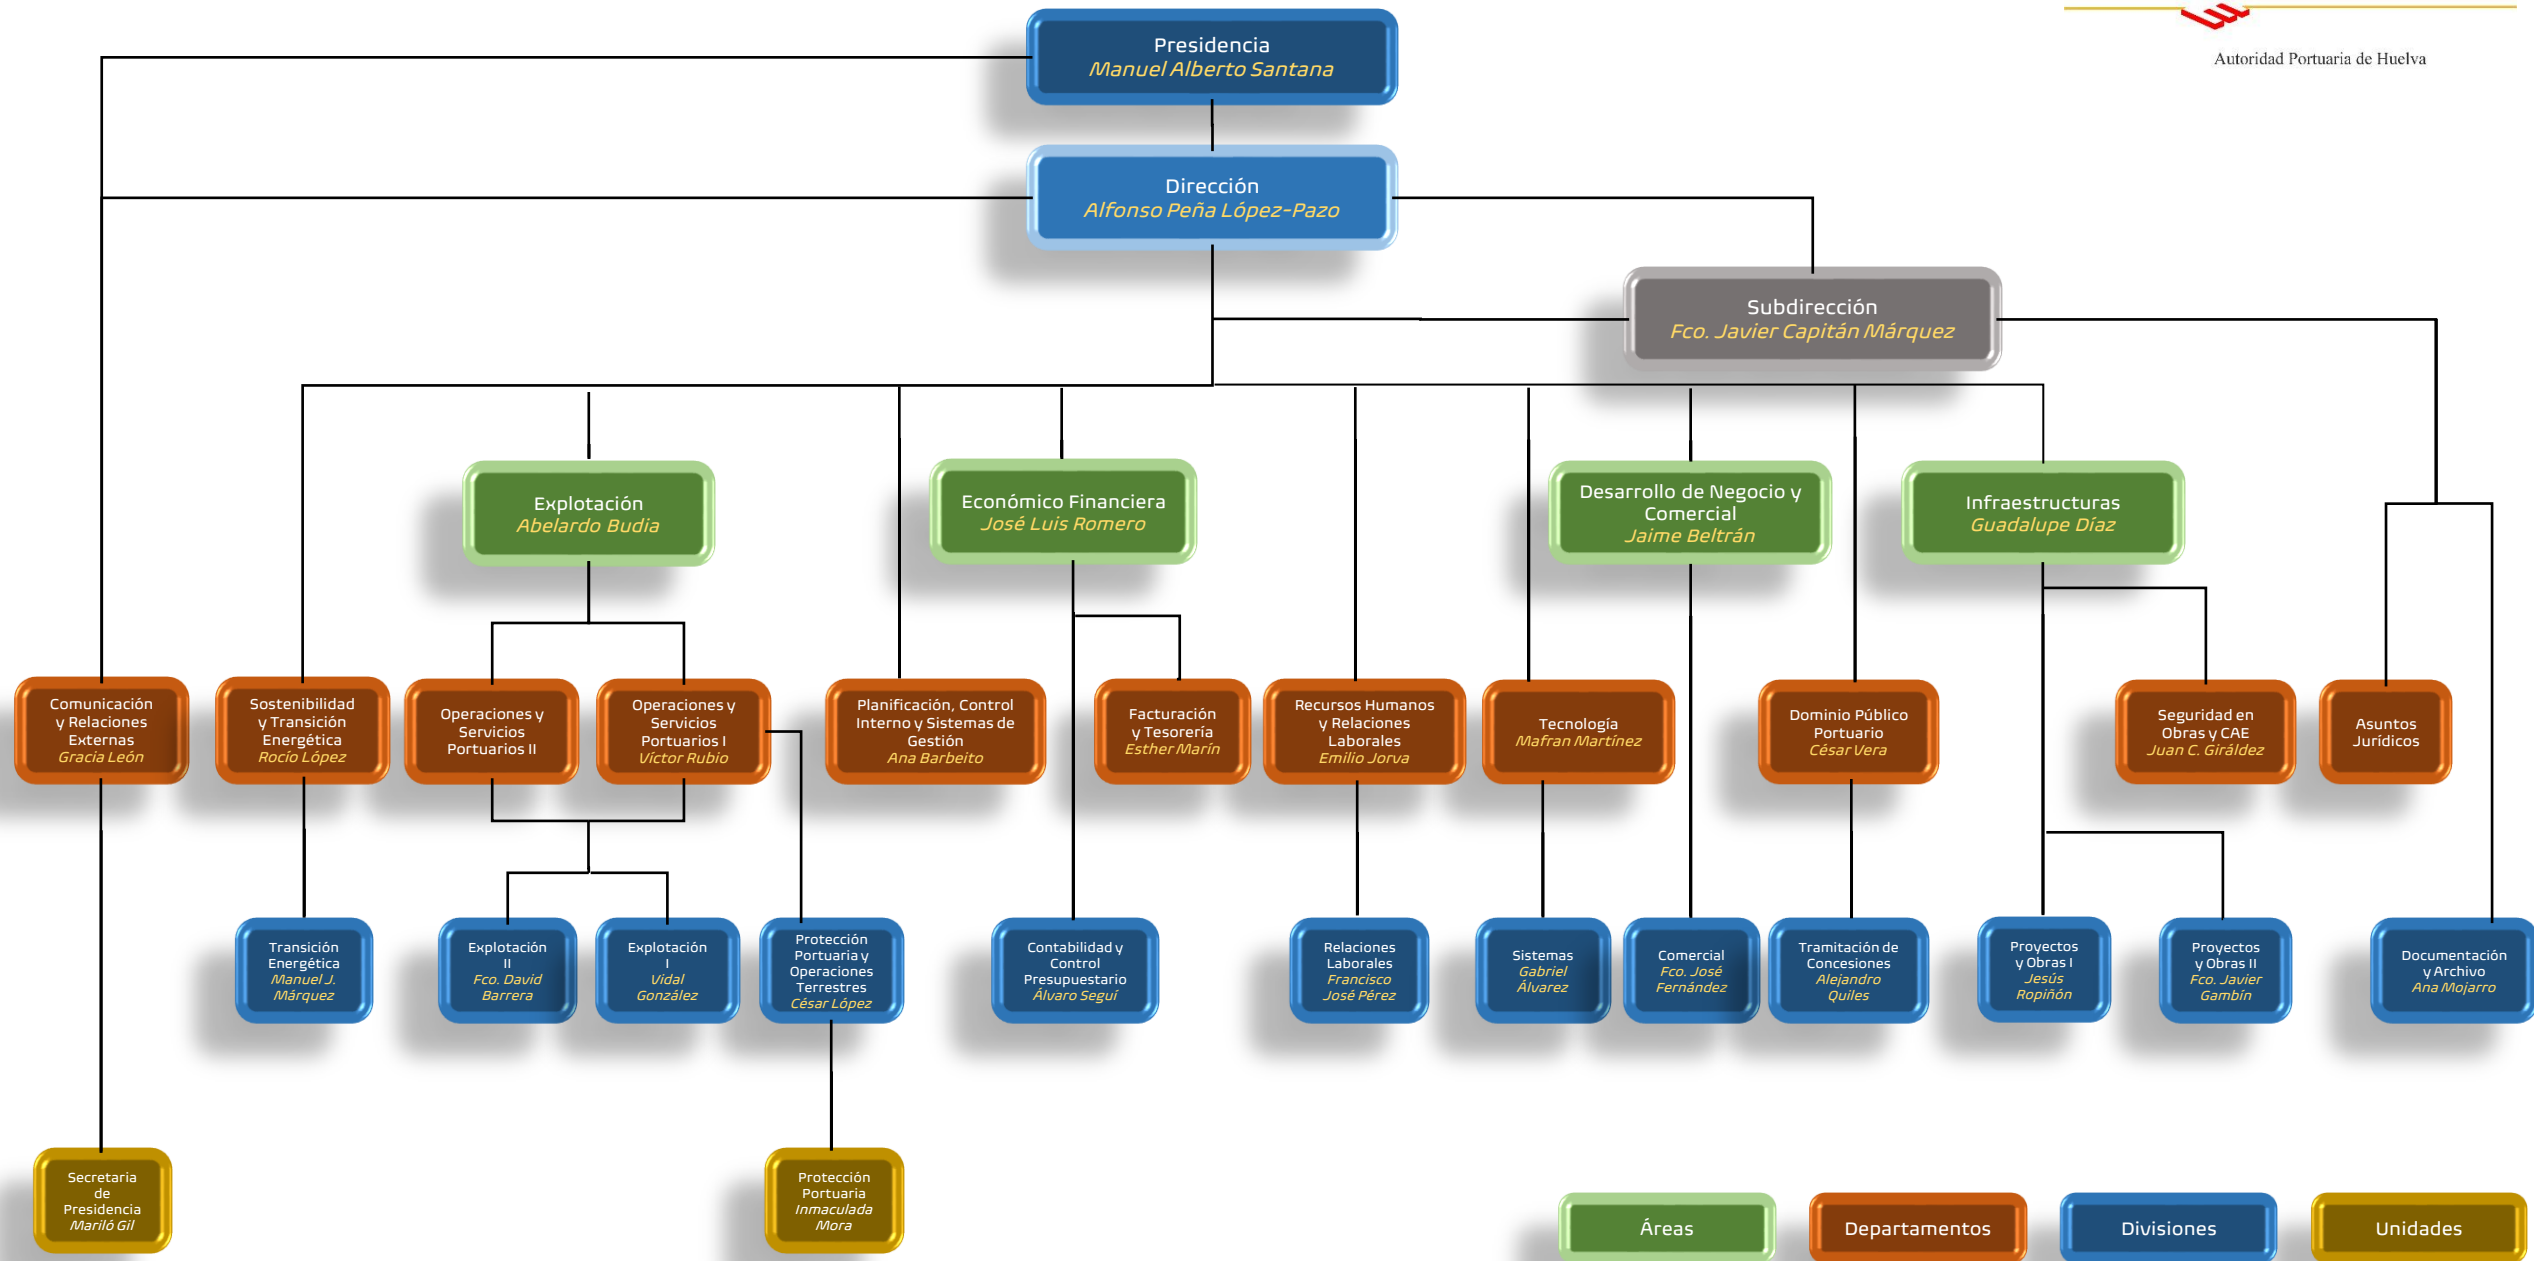 Autoridad Portuaria de Huelva
Presidencia
Manuel Alberto Santana
Dirección
Alfonso Peña López-Pazo
Subdirección
Fco. Javier Capitán Márquez
Explotación
Abelardo Budia
Económico Financiera
José Luis Romero
Desarrollo de Negocio y
Comercial
Jaime Beltrán
Infraestructuras
Guadalupe Díaz
Comunicación
y Relaciones
Externas
Gracia León
Sostenibilidad
y Transición
Energética
Rocío López
Operaciones y
Servicios
Portuarios II
Operaciones y
Servicios
Portuarios I
Víctor Rubio
Planificación, Control
Interno y Sistemas de
Gestión
Ana Barbeito
Facturación
y Tesorería
Esther Marín
Recursos Humanos
y Relaciones
Laborales
Emilio Jorva
Tecnología
Mafran Martínez
Dominio Público
Portuario
César Vera
Seguridad en
Obras y CAE
Juan C. Giráldez
Asuntos
Jurídicos
Transición
Energética
Manuel J.
Márquez
Explotación
II
Fco. David
Barrera
Explotación
I
Vidal
González
Protección
Portuaria y
Operaciones
Terrestres
César López
Contabilidad y
Control
Presupuestario
Álvaro Seguí
Relaciones
Laborales
Francisco
José Pérez
Sistemas
Gabriel
Álvarez
Comercial
Fco. José
Fernández
Tramitación de
Concesiones
Alejandro
Quiles
Proyectos
y Obras I
Jesús
Ropiñón
Proyectos
y Obras II
Fco. Javier
Gambín
Documentación
y Archivo
Ana Mojarro
Secretaria
de
Presidencia
Mariló Gil
Protección
Portuaria
Inmaculada
Mora
Áreas
Departamentos
Divisiones
Unidades